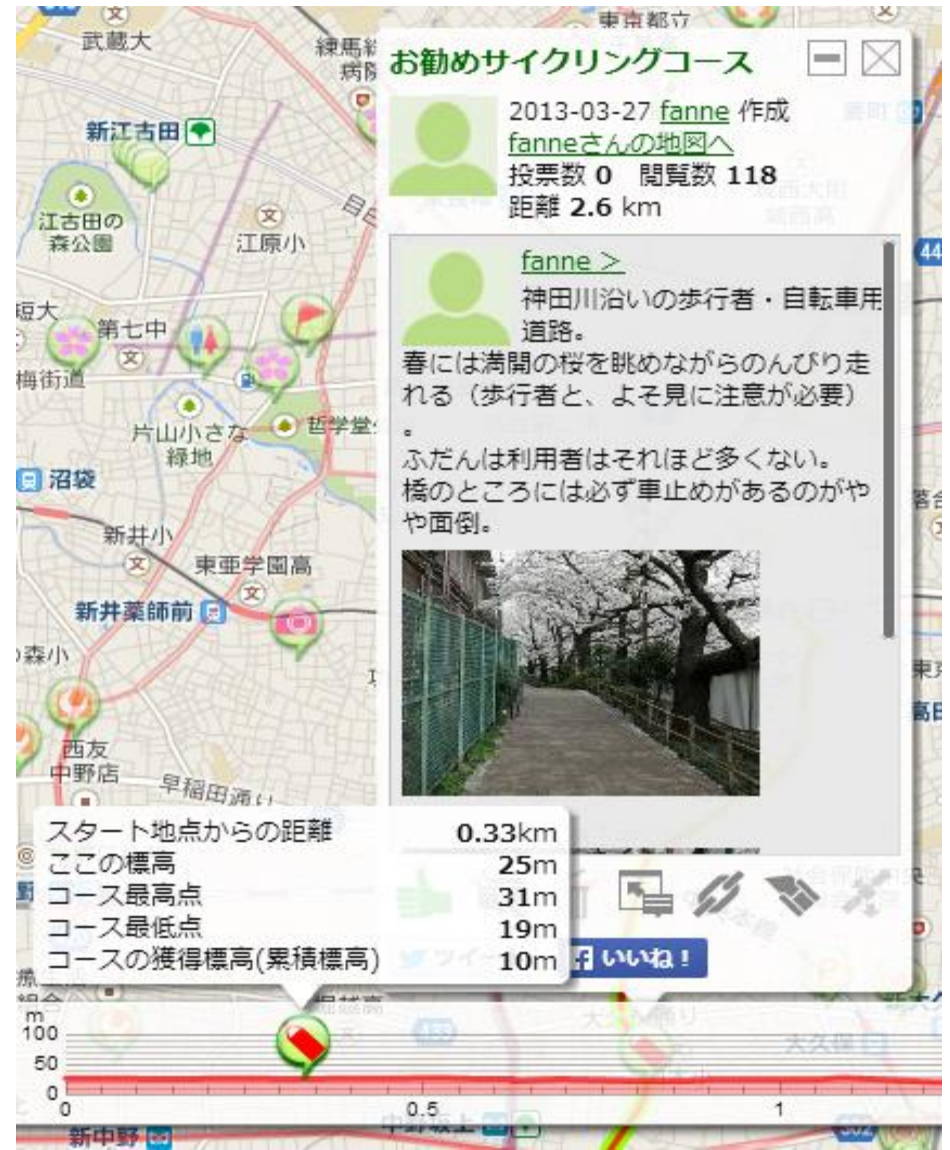 東京都立
武蔵大
練馬総
病院
新江古田
江古田の
森公園
江原小
第七中
梅街道
片山小さな
緑地
哲学堂
沼袋
新井小
東亜学園高
新井薬師前
西友
中野店
早稲田通り
お勧めサイクリングコース
2013-03-27 fanne 作成
fanneさんの地図へ
投票数 0 閲覧数 118
距離 2.6 km
fanne >
神田川沿いの歩行者・自転車用
道路。
春には満開の桜を眺めながらのんびり走
れる（歩行者と、よそ見に注意が必要）
。
ふだんは利用者はそれほど多くない。
橋のところには必ず車止めがあるのがや
や面倒。
スタート地点からの距離 0.33km
ここの標高 25m
コース最高点 31m
コース最低点 19m
コースの獲得標高(累積標高) 10m
いいね！
m
100
50
0
0 0.5 1
大久保
新中野
中野坂上